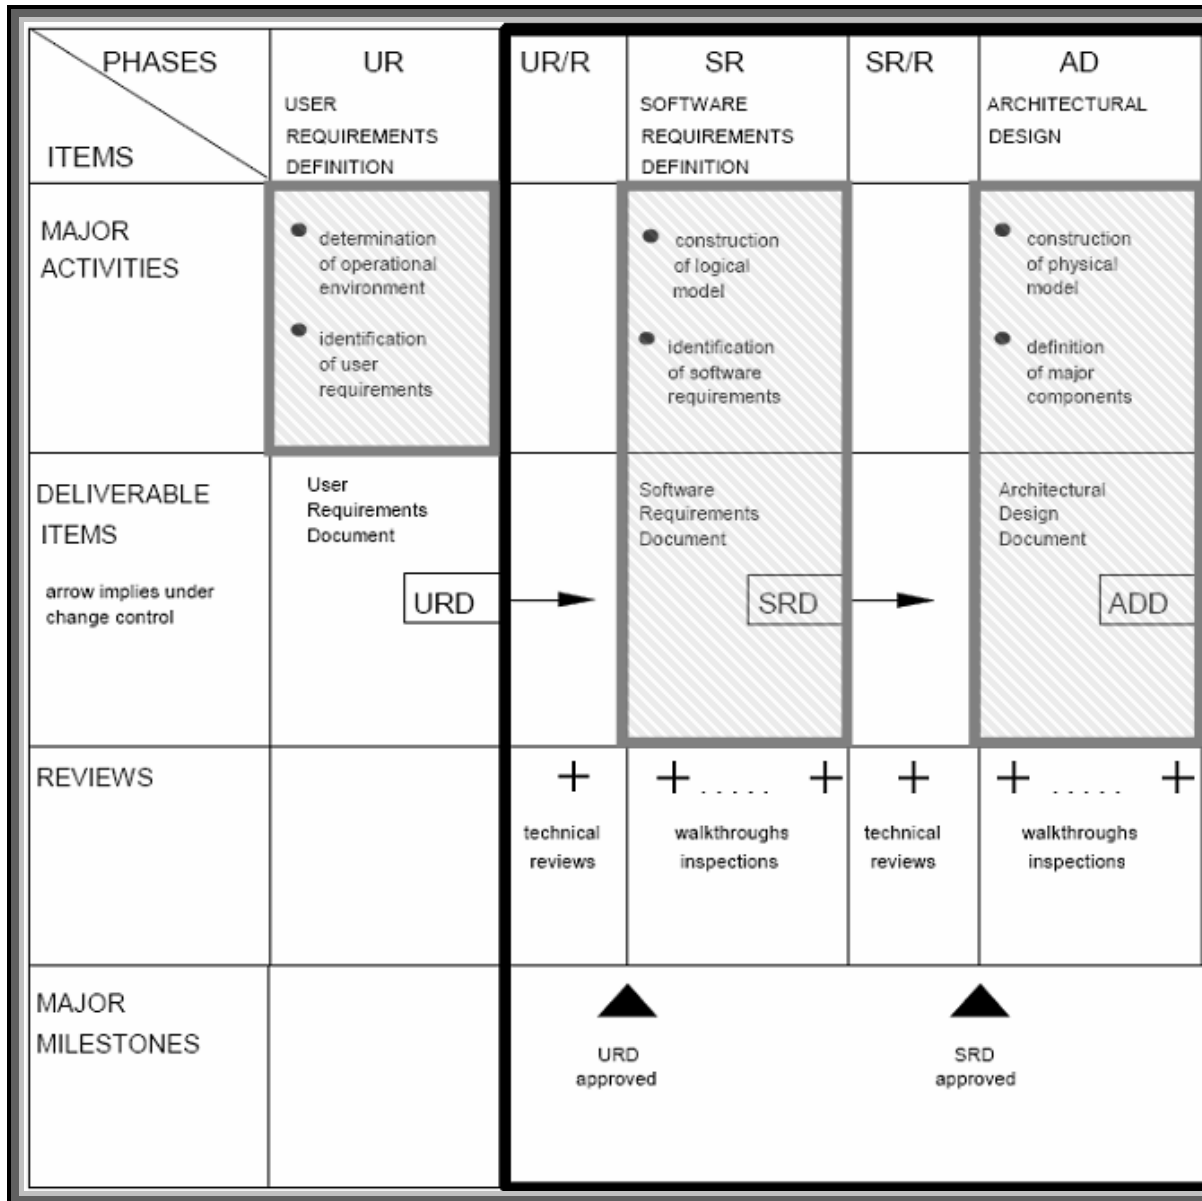 PHASES
ITEMS
UR
USER
REQUIREMENTS
DEFINITION
UR/R
SR
SOFTWARE
REQUIREMENTS
DEFINITION
SR/R
AD
ARCHITECTURAL
DESIGN
MAJOR
ACTIVITIES
determination
of operational
environment
identification
of user
requirements
construction
of logical
model
identification
of software
requirements
construction
of physical
model
definition
of major
components
DELIVERABLE
ITEMS
arrow implies under
change control
User
Requirements
Document
URD
Software
Requirements
Document
SRD
Architectural
Design
Document
ADD
REVIEWS
technical
reviews
walkthroughs
inspections
technical
reviews
walkthroughs
inspections
MAJOR
MILESTONES
URD
approved
SRD
approved